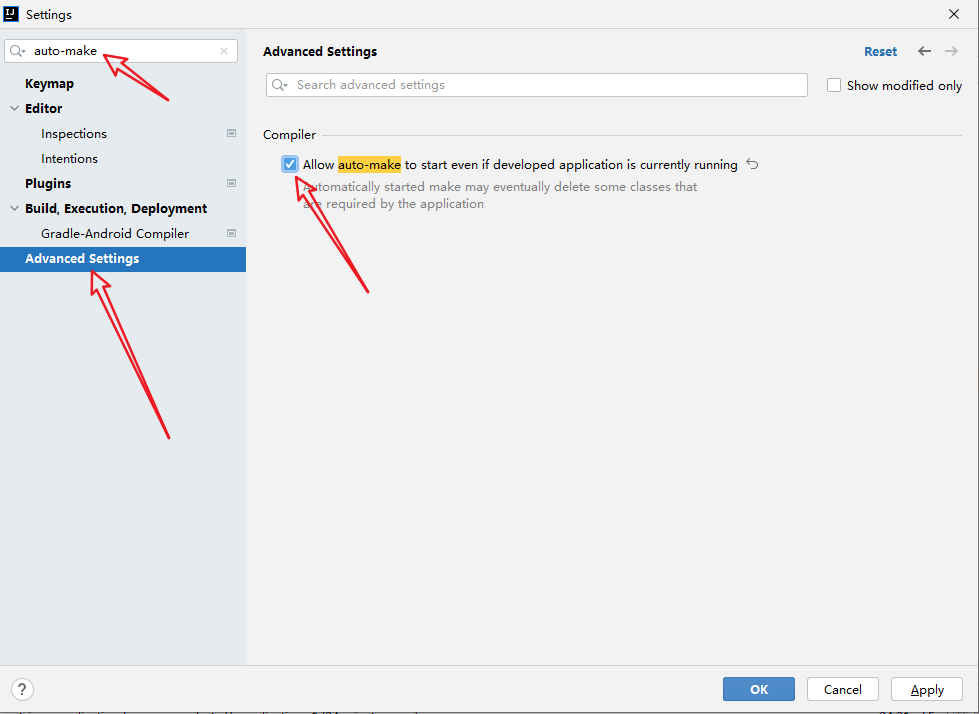 Settings
auto-make
Keymap
Editor
Inspections
Intentions
Plugins
Build, Execution, Deployment
Gradle-Android Compiler
Advanced Settings
Advanced Settings
Reset
Search advanced settings
Show modified only
Compiler
Allow auto-make to start even if developed application is currently running
Automatically started make may eventually delete some classes that
are required by the application
?
OK
Cancel
Apply